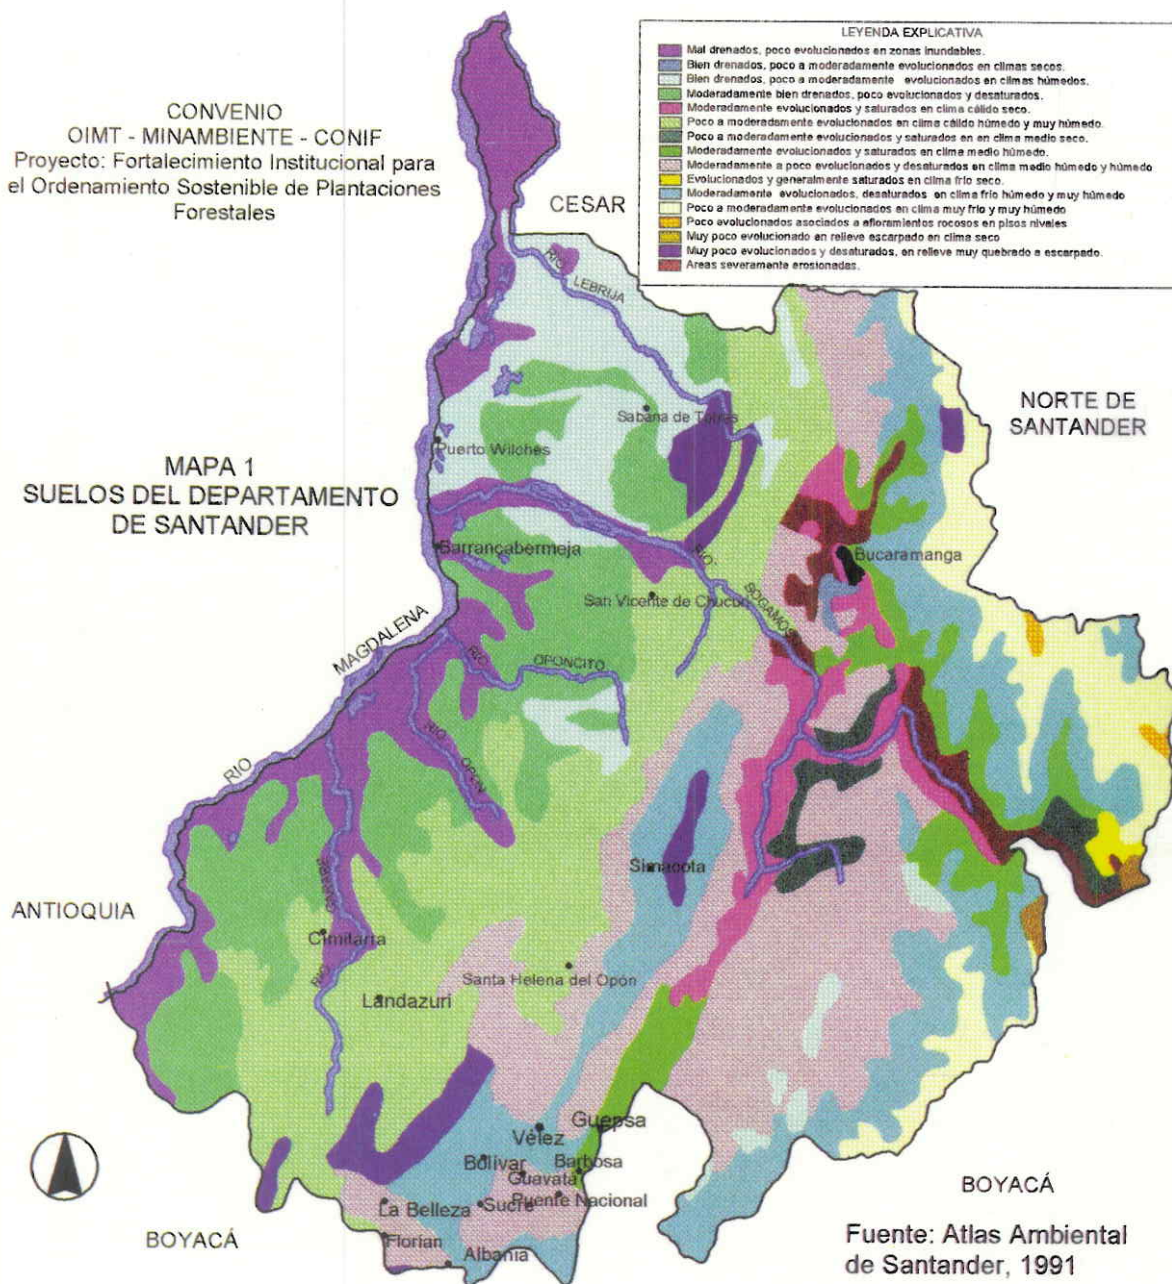 CONVENIO
OIMT - MINAMBIENTE - CONIF
Proyecto: Fortalecimiento Institucional para
el Ordenamiento Sostenible de Plantaciones
Forestales
LEYENDA EXPLICATIVA
Mal drenados, poco evolucionados en zonas inundables.
Bien drenados, poco a moderadamente evolucionados en climas secos.
Bien drenados, poco a moderadamente evolucionados en climas húmedos.
Moderadamente bien drenados, poco evolucionados y desaturados.
Moderadamente evolucionados y saturados en clima cálido seco.
Poco a moderadamente evolucionados en clima cálido húmedo y muy húmedo.
Poco a moderadamente evolucionados y saturados en en clima medio seco.
Moderadamente evolucionados y saturados en clima medio húmedo.
Moderadamente a poco evolucionados y desaturados en clima medio húmedo y húmedo
Evolucionados y generalmente saturados en clima frío seco.
Moderadamente evolucionados, desaturados en clima frío húmedo y muy húmedo
Poco a moderadamente evolucionados en clima muy frío y muy húmedo
Poco evolucionados asociados a afloramientos rocosos en pisos nivales
Muy poco evolucionado en relieve escarpado en clima seco
Muy poco evolucionados y desaturados, en relieve muy quebrado a escarpado.
Areas severamente erosionadas.
CESAR
RIO
LEBRIJA
NORTE DE
SANTANDER
MAPA 1
SUELOS DEL DEPARTAMENTO
DE SANTANDER
Sabana de Torres
Puerto Wilches
Barrancabermeja
Bucaramanga
San Vicente de Chucurí
RIO
SOGAMOSO
RIO
MAGDALENA
RIO
OPONCITO
RIO
OPON
Simacota
ANTIOQUIA
RIO
CARARE
Cimitarra
Santa Helena del Opón
Landazuri
Guepsa
Vélez
Bolívar
Barbosa
Guavatá
Puente Nacional
La Belleza
Sucre
Florian
Albania
BOYACÁ
BOYACÁ
Fuente: Atlas Ambiental
de Santander, 1991